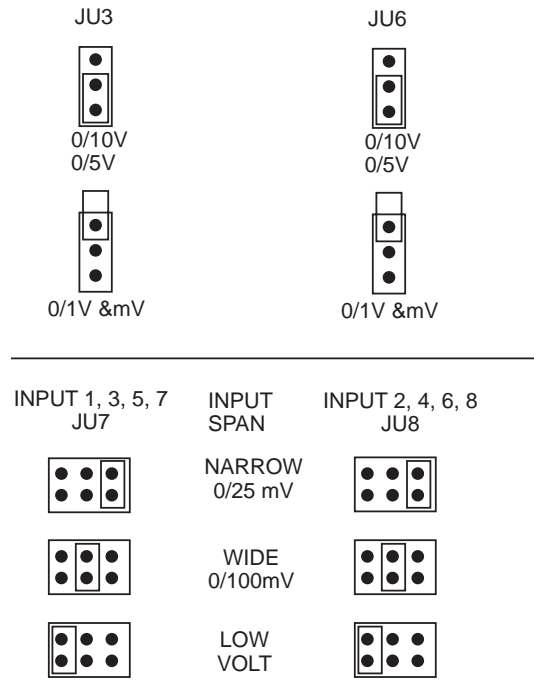 JU3
JU6
0/10V
0/5V
0/10V
0/5V
0/1V &mV
0/1V &mV
INPUT 1, 3, 5, 7
JU7
INPUT
SPAN
INPUT 2, 4, 6, 8
JU8
NARROW
0/25 mV
WIDE
0/100mV
LOW
VOLT